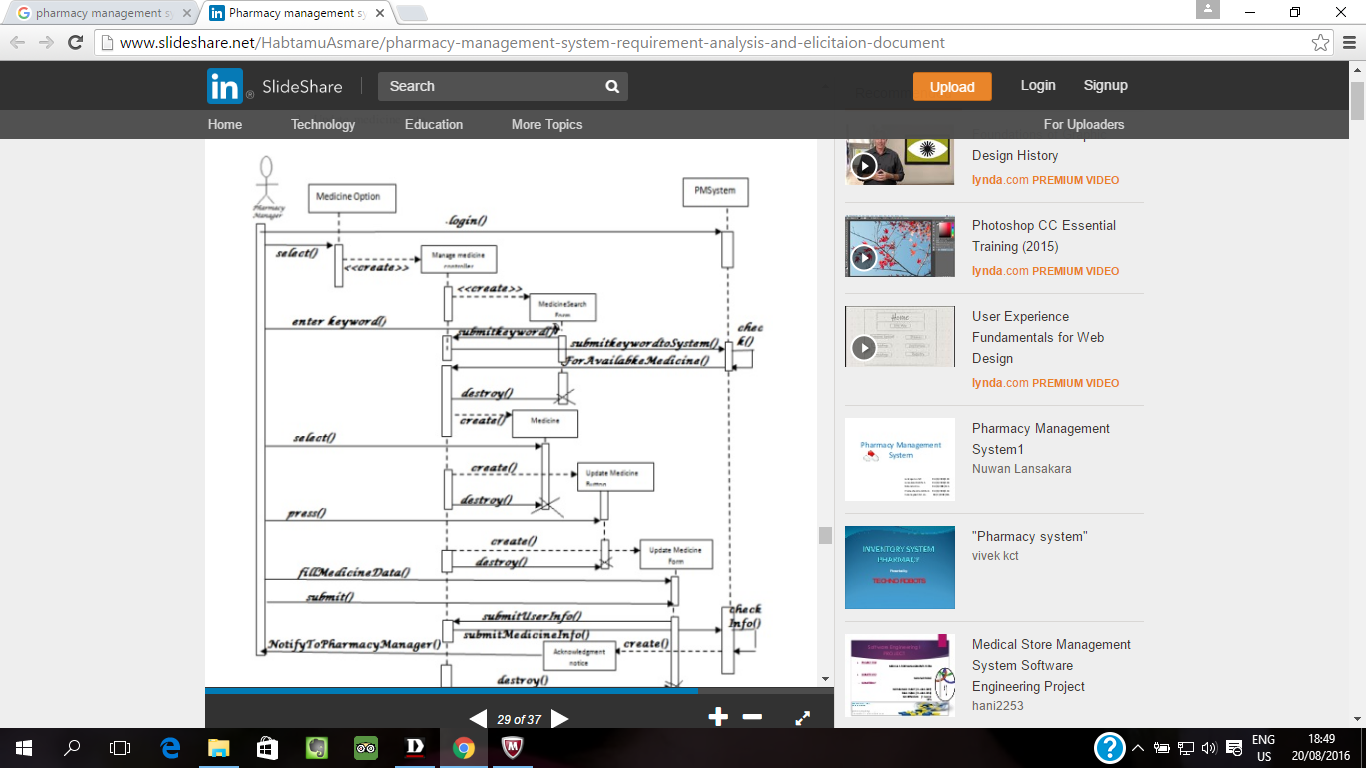 pharmacy management sy
Pharmacy management sy
www.slideshare.net/HabtamuAsmare/pharmacy-management-system-requirement-analysis-and-elicitaion-document
in
SlideShare
Search
Upload
Login
Signup
Home
Technology
Education
More Topics
For Uploaders
Pharmacy
Manager
Medicine Option
PMSystem
.login()
select()
<<create>>
Manage medicine
controller
<<create>>
MedicineSearch
Form
enter keyword()
submitkeyword()
submitkeywordtoSystem()
chec
k()
ForAvailabkeMedicine()
destroy()
create()
Medicine
select()
create()
Update Medicine
Button
destroy()
press()
create()
Update Medicine
Form
destroy()
fillMedicineData()
submit()
submitUserInfo()
check
Info()
submitMedicineInfo()
NotifyToPharmacyManager()
Acknowledgment
notice
create()
destroy()
29 of 37
Design History
lynda.com PREMIUM VIDEO
Photoshop CC Essential
Training (2015)
lynda.com PREMIUM VIDEO
Home
User Experience
Fundamentals for Web
Design
lynda.com PREMIUM VIDEO
Pharmacy Management
System
Pharmacy Management
System1
Nuwan Lansakara
INVENTORY SYSTEM
PHARMACY
TECHNO ROBOTS
"Pharmacy system"
vivek kct
Medical Store Management
System Software
Engineering Project
hani2253
ENG
US
18:49
20/08/2016